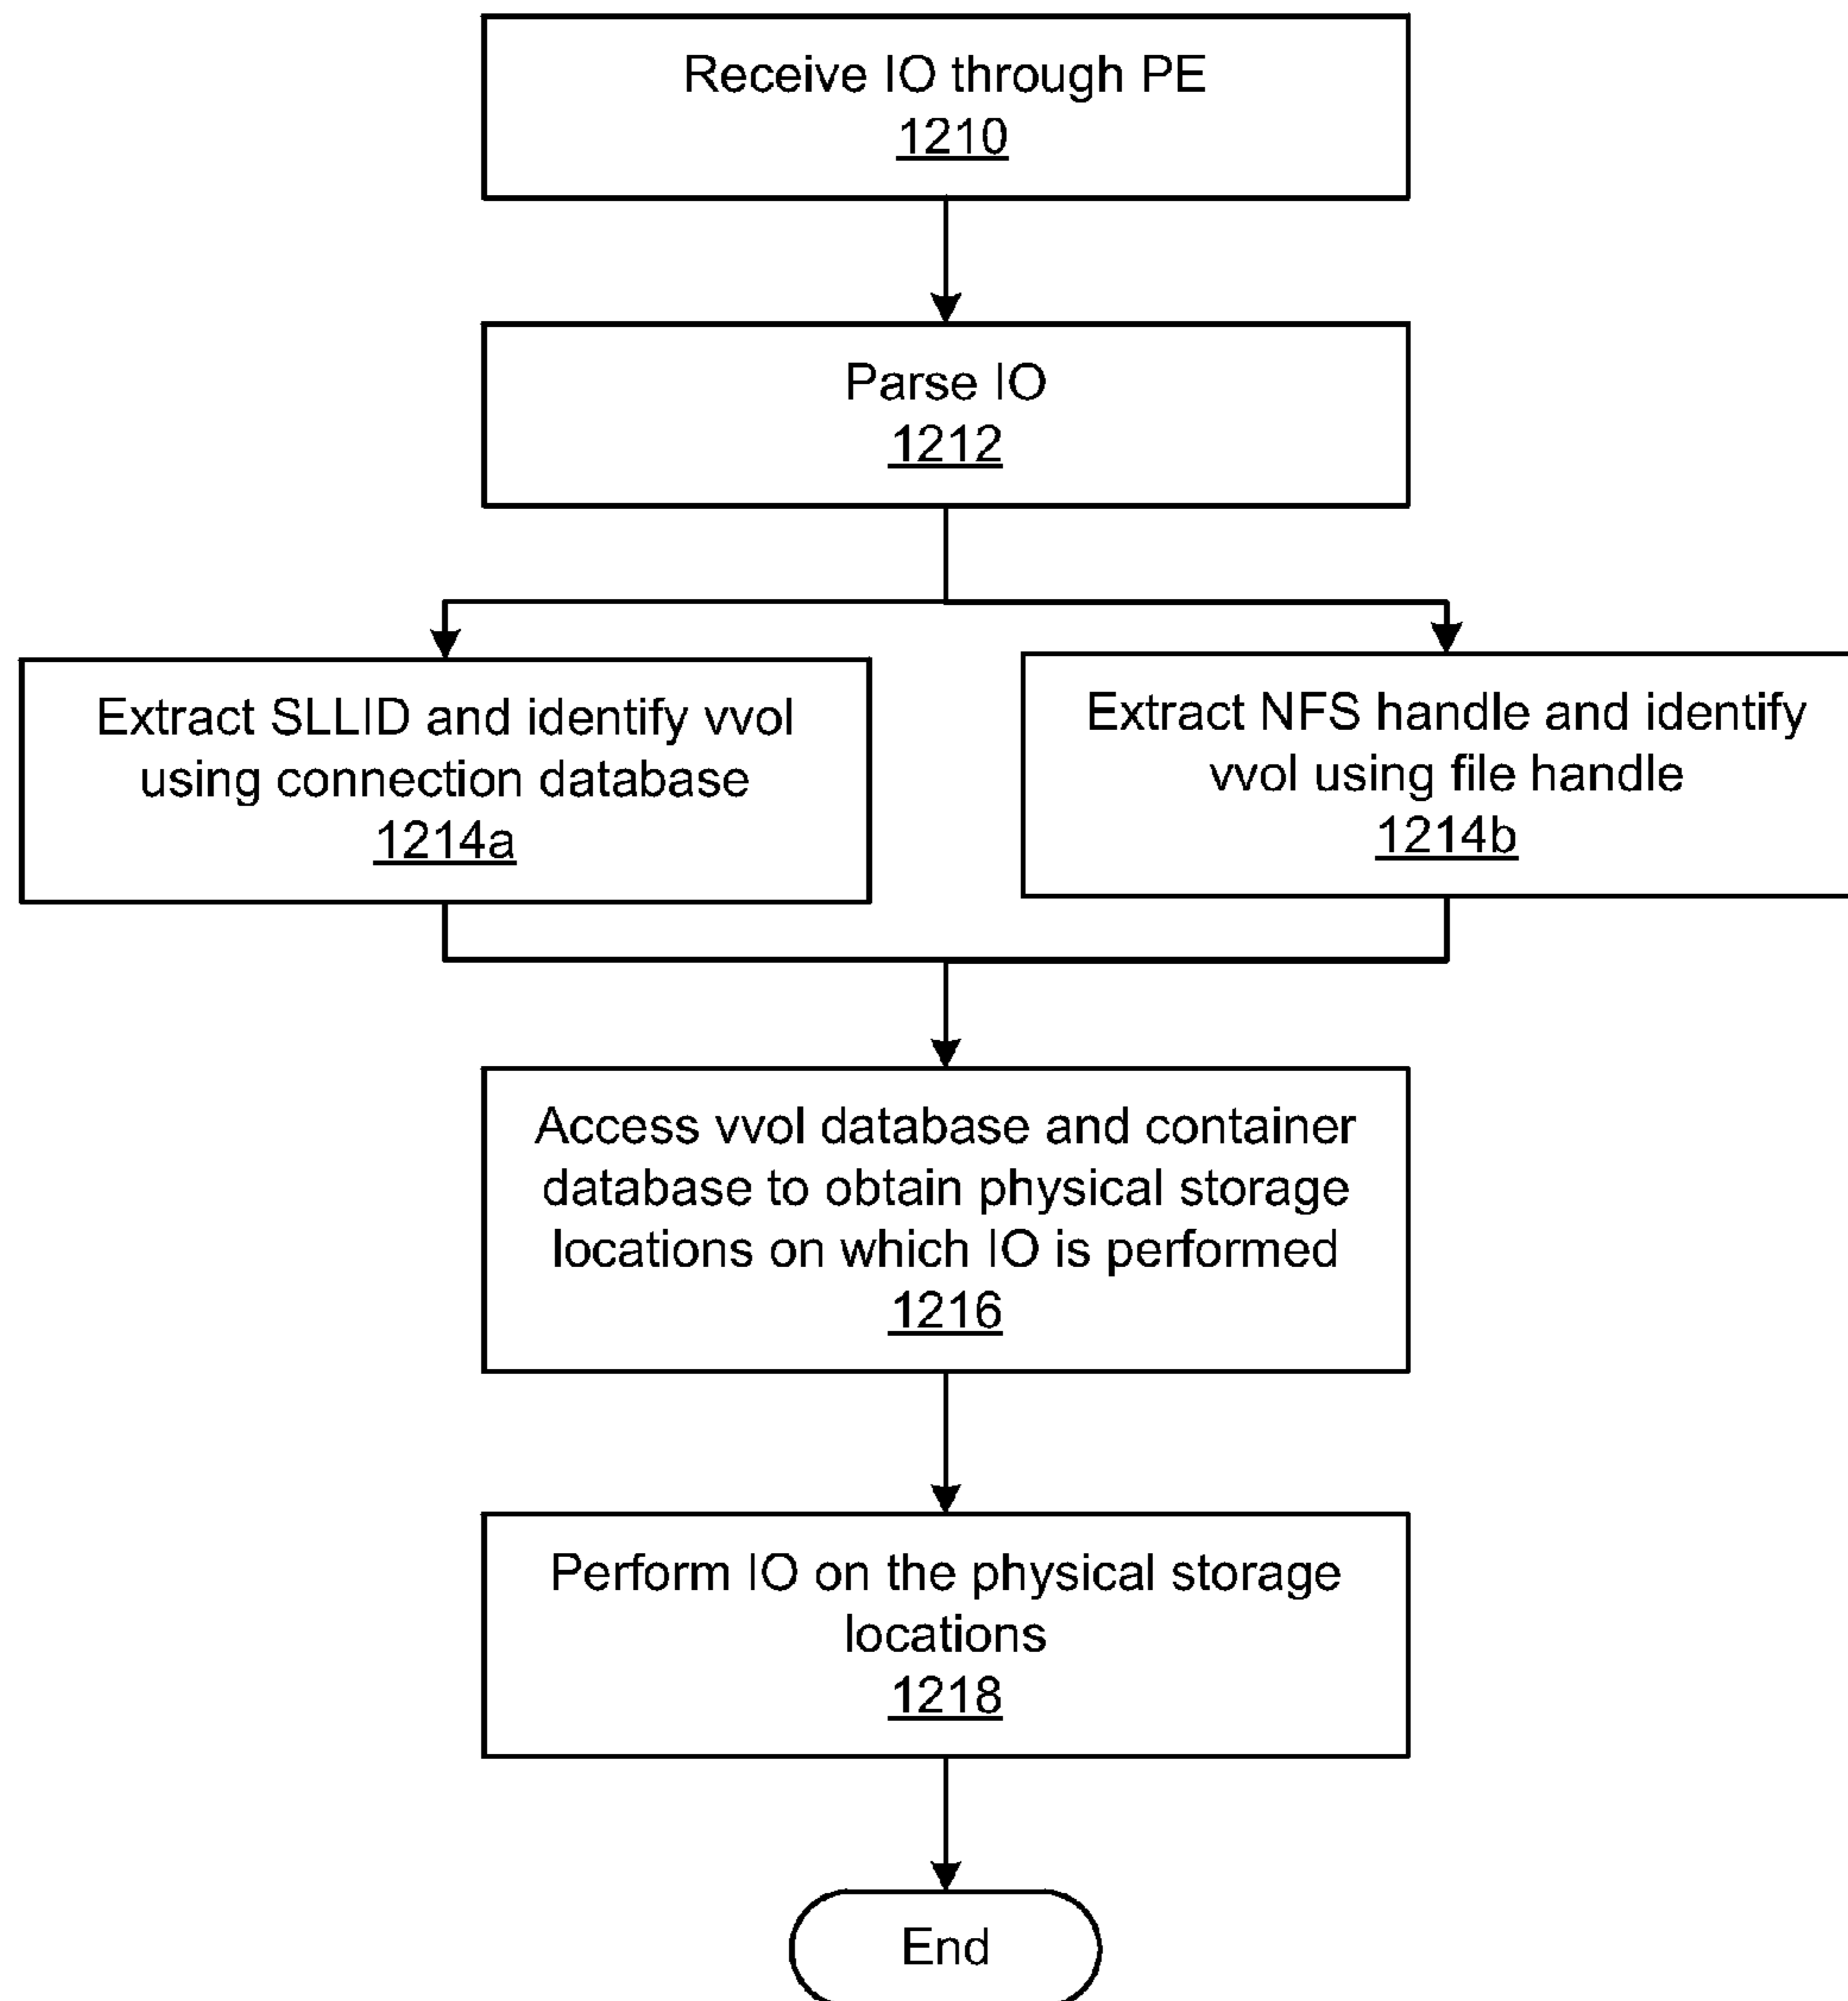 Receive IO through PE
1210
Parse IO
1212
Extract SLLID and identify vvol
using connection database
1214a
Extract NFS handle and identify
vvol using file handle
1214b
Access vvol database and container
database to obtain physical storage
locations on which IO is performed
1216
Perform IO on the physical storage
locations
1218
End